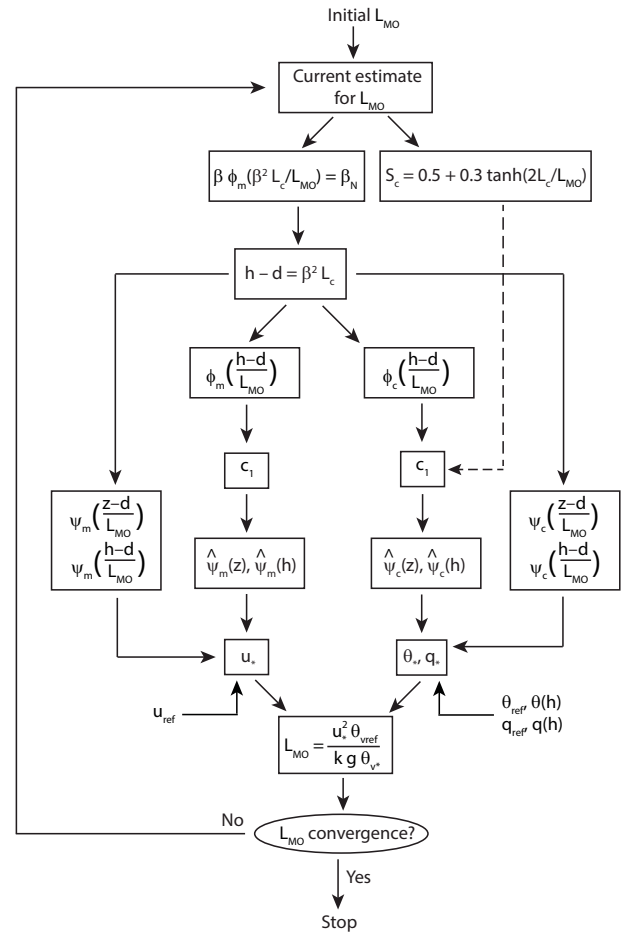 Initial L_MO
Current estimate
for L_MO
β ϕ_m(β² L_c/L_MO) = β_N
S_c = 0.5 + 0.3 tanh(2L_c/L_MO)
h – d = β² L_c
ϕ_m((h–d)/L_MO)
ϕ_c((h–d)/L_MO)
c₁
c₁
ψ_m((z–d)/L_MO)
ψ_m((h–d)/L_MO)
ψ̂_m(z), ψ̂_m(h)
ψ̂_c(z), ψ̂_c(h)
ψ_c((z–d)/L_MO)
ψ_c((h–d)/L_MO)
u_*
θ_*, q_*
u_ref
θ_ref, θ(h)
q_ref, q(h)
L_MO = (u_*² θ_vref)/(k g θ_v*)
No
L_MO convergence?
Yes
Stop